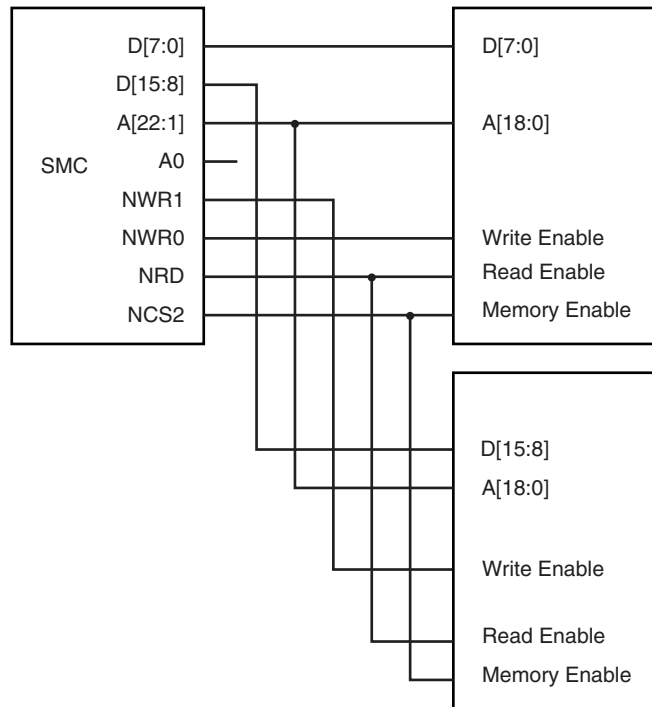 D[7:0]
D[15:8]
A[22:1]
SMC
A0
NWR1
NWR0
NRD
NCS2
D[7:0]
A[18:0]
Write Enable
Read Enable
Memory Enable
D[15:8]
A[18:0]
Write Enable
Read Enable
Memory Enable